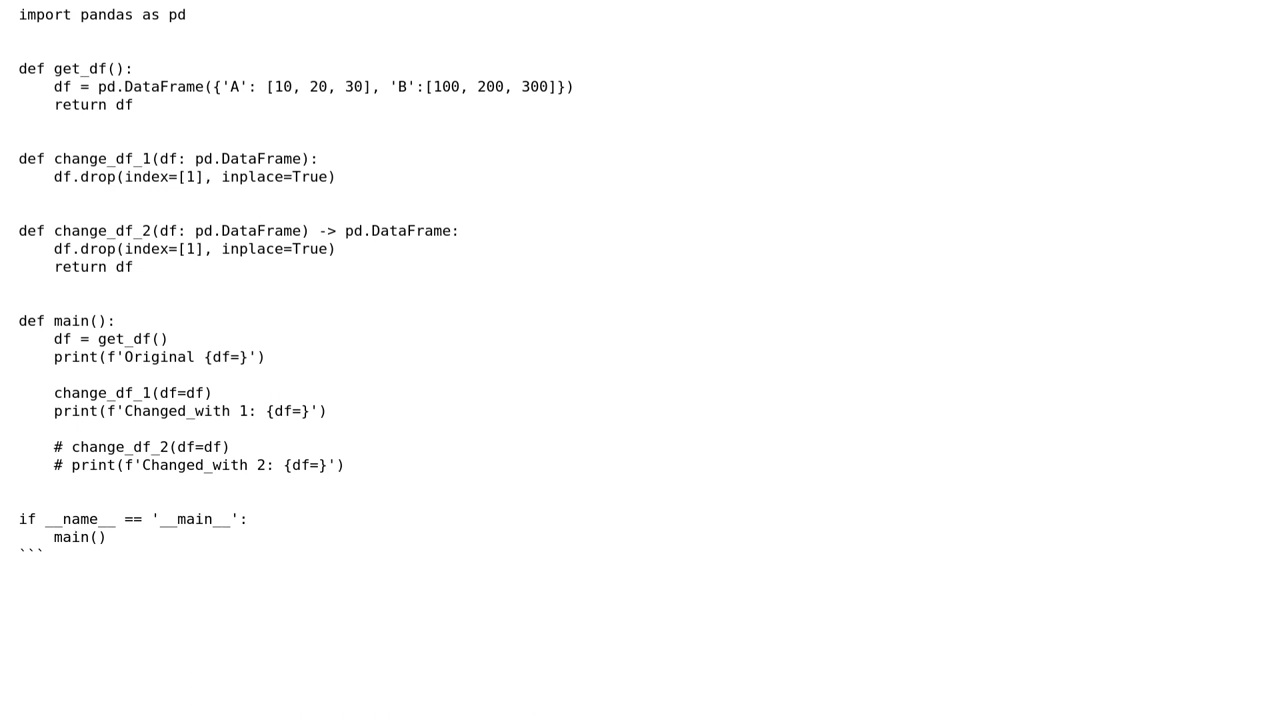 import pandas as pd


def get_df():
    df = pd.DataFrame({'A': [10, 20, 30], 'B':[100, 200, 300]})
    return df


def change_df_1(df: pd.DataFrame):
    df.drop(index=[1], inplace=True)


def change_df_2(df: pd.DataFrame) -> pd.DataFrame:
    df.drop(index=[1], inplace=True)
    return df


def main():
    df = get_df()
    print(f'Original {df=}')

    change_df_1(df=df)
    print(f'Changed_with 1: {df=}')

    # change_df_2(df=df)
    # print(f'Changed_with 2: {df=}')


if __name__ == '__main__':
    main()
```